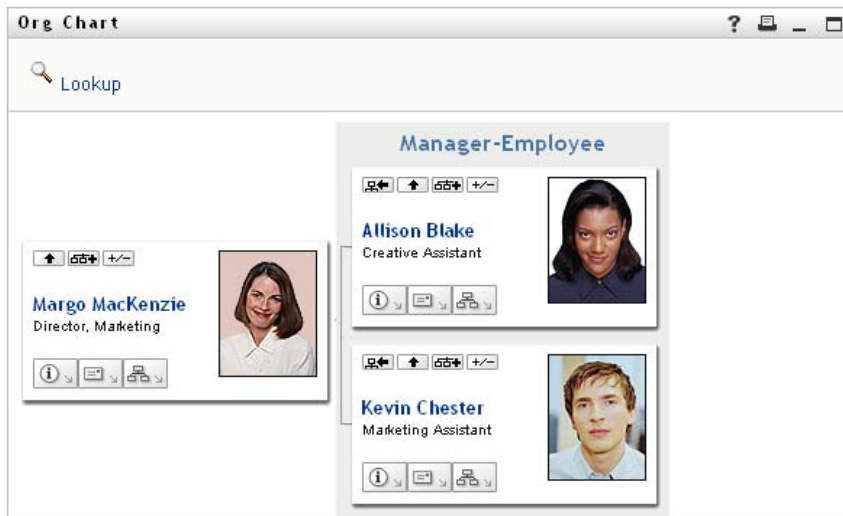 Org Chart
?
Lookup
Manager-Employee
+/-
Allison Blake
Creative Assistant
+/-
Margo MacKenzie
Director, Marketing
+/-
Kevin Chester
Marketing Assistant